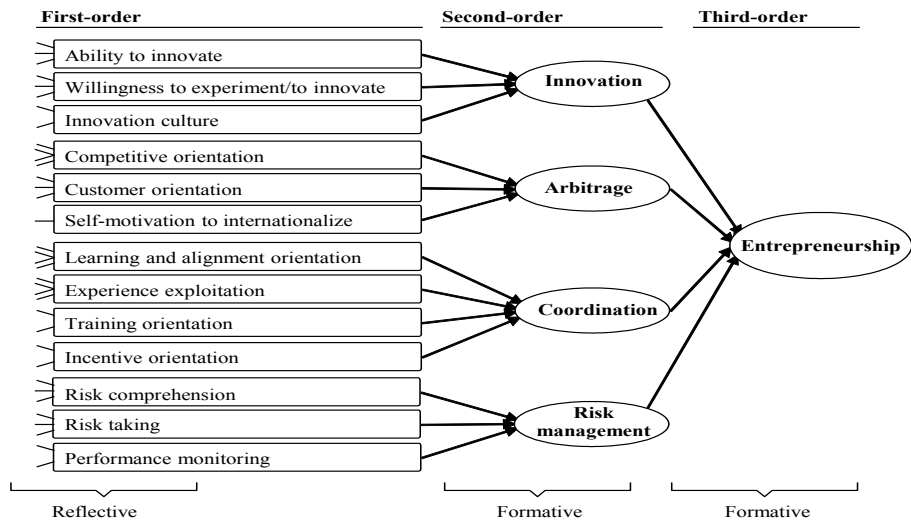 First-order
Second-order
Third-order
Ability to innovate
Willingness to experiment/to innovate
Innovation culture
Innovation
Competitive orientation
Customer orientation
Self-motivation to internationalize
Arbitrage
Learning and alignment orientation
Experience exploitation
Training orientation
Incentive orientation
Coordination
Risk comprehension
Risk taking
Performance monitoring
Risk
management
Entrepreneurship
Reflective
Formative
Formative